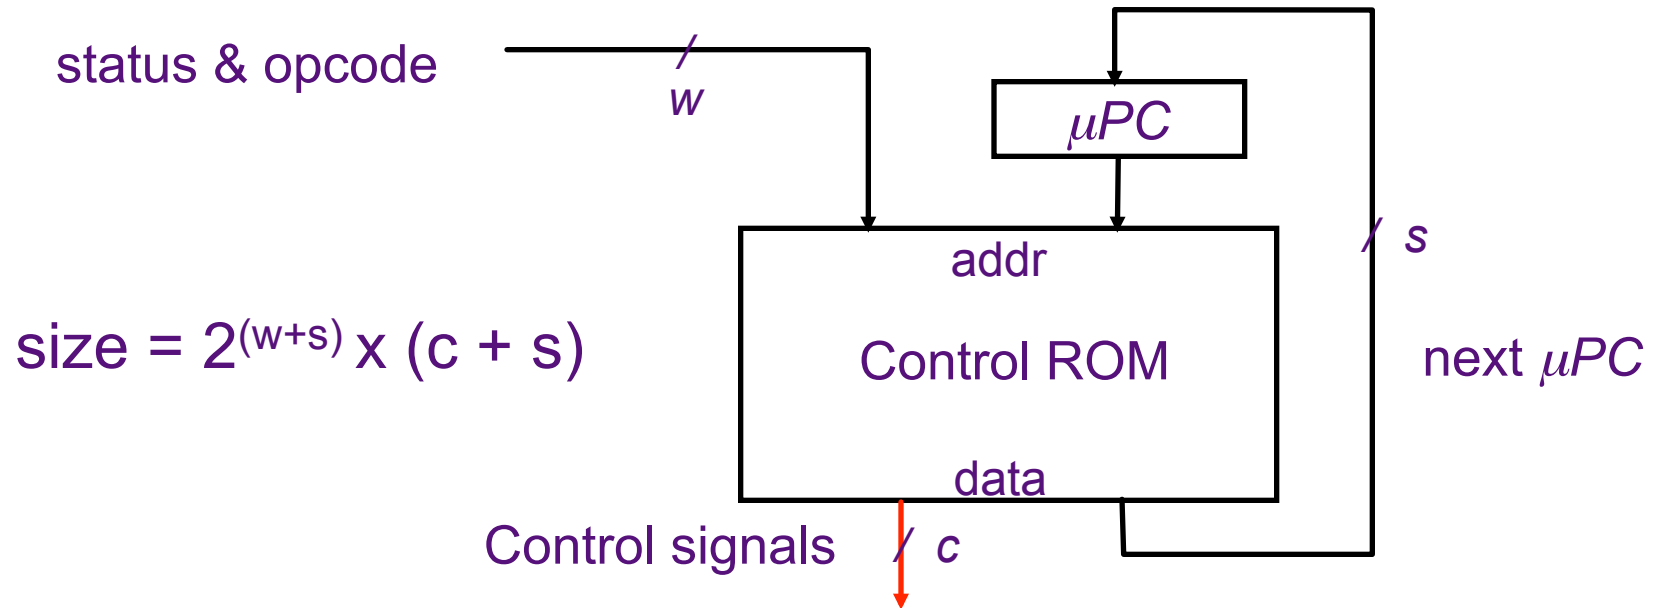 status & opcode
/
w
μPC
addr
/ s
size = 2^(w+s) x (c + s)
Control ROM
next μPC
data
Control signals / c